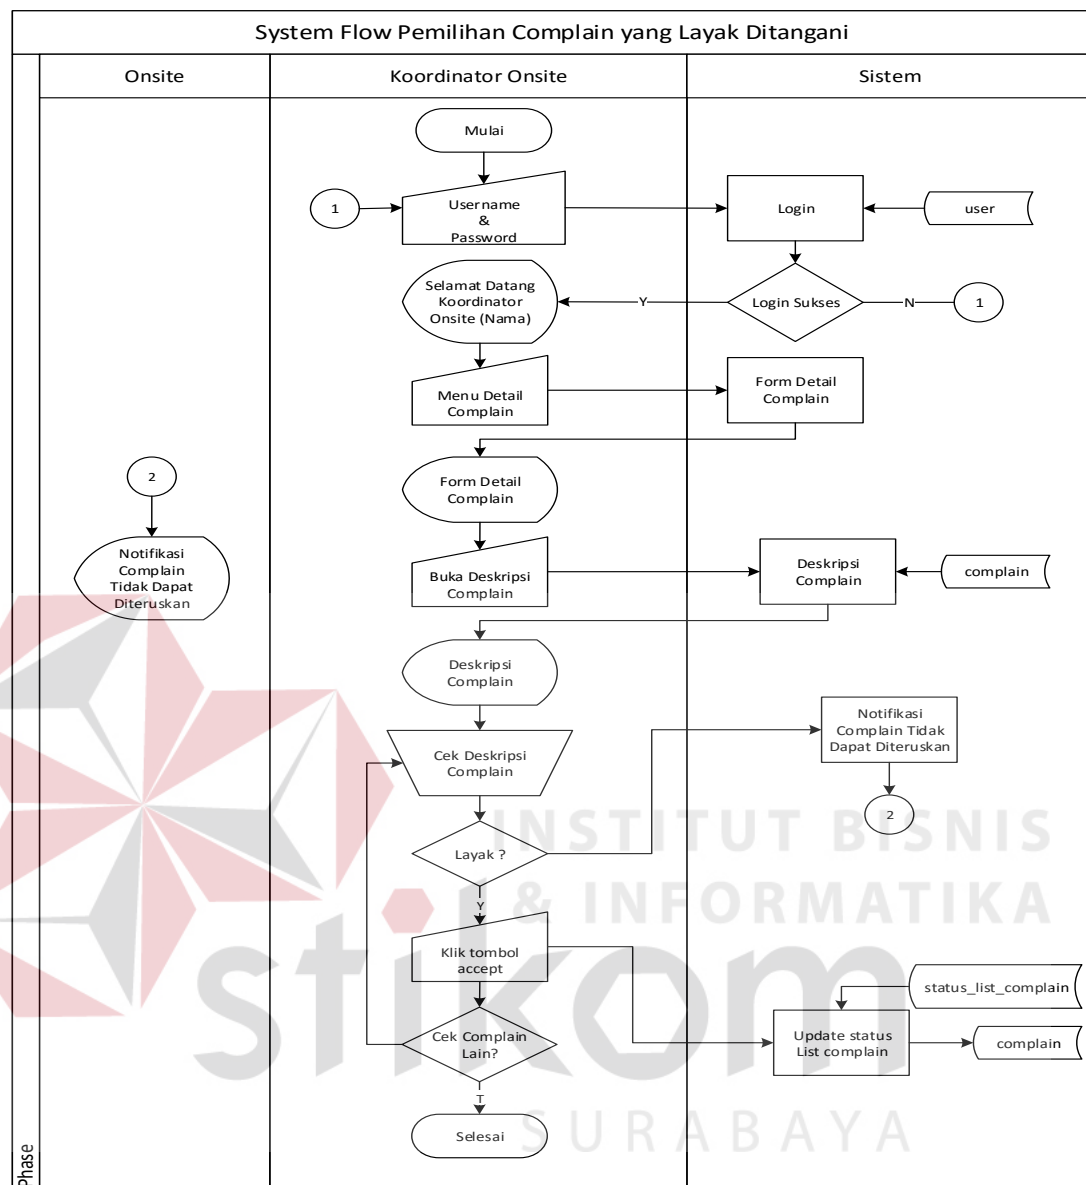 System Flow Pemilihan Complain yang Layak Ditangani
Onsite
Koordinator Onsite
Sistem
Mulai
1
Username
&
Password
Login
user
Selamat Datang
Koordinator
Onsite (Nama)
Y
Login Sukses
N
1
Menu Detail
Complain
Form Detail
Complain
2
Form Detail
Complain
Notifikasi
Complain
Tidak Dapat
Diteruskan
Buka Deskripsi
Complain
Deskripsi
Complain
complain
Deskripsi
Complain
Notifikasi
Complain Tidak
Dapat Diteruskan
Cek Deskripsi
Complain
2
Layak ?
Y
Klik tombol
accept
status_list_complain
Cek Complain
Lain?
Update status
List complain
complain
T
Selesai
Phase
INSTITUT BISNIS
& INFORMATIKA
stikom
SURABAYA